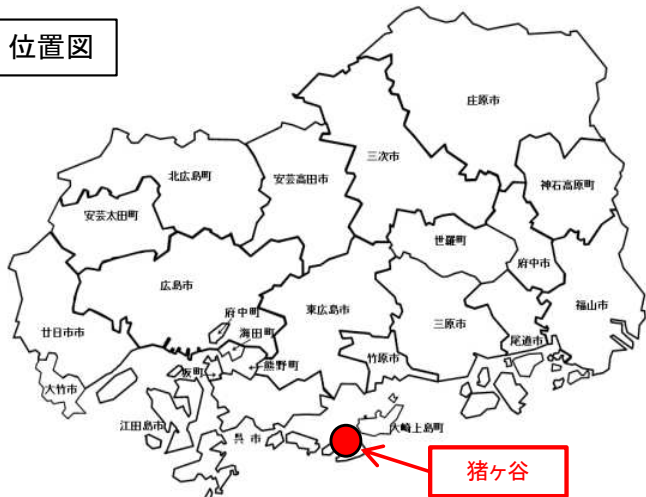 位置図
庄原市
三次市
北広島町
安芸高田市
神石高原町
安芸太田町
世羅町
府中市
広島市
東広島市
三原市
福山市
府中町
海田町
廿日市市
尾道市
竹原市
坂町
熊野町
大竹市
江田島市
呉市
大崎上島町
猪ヶ谷